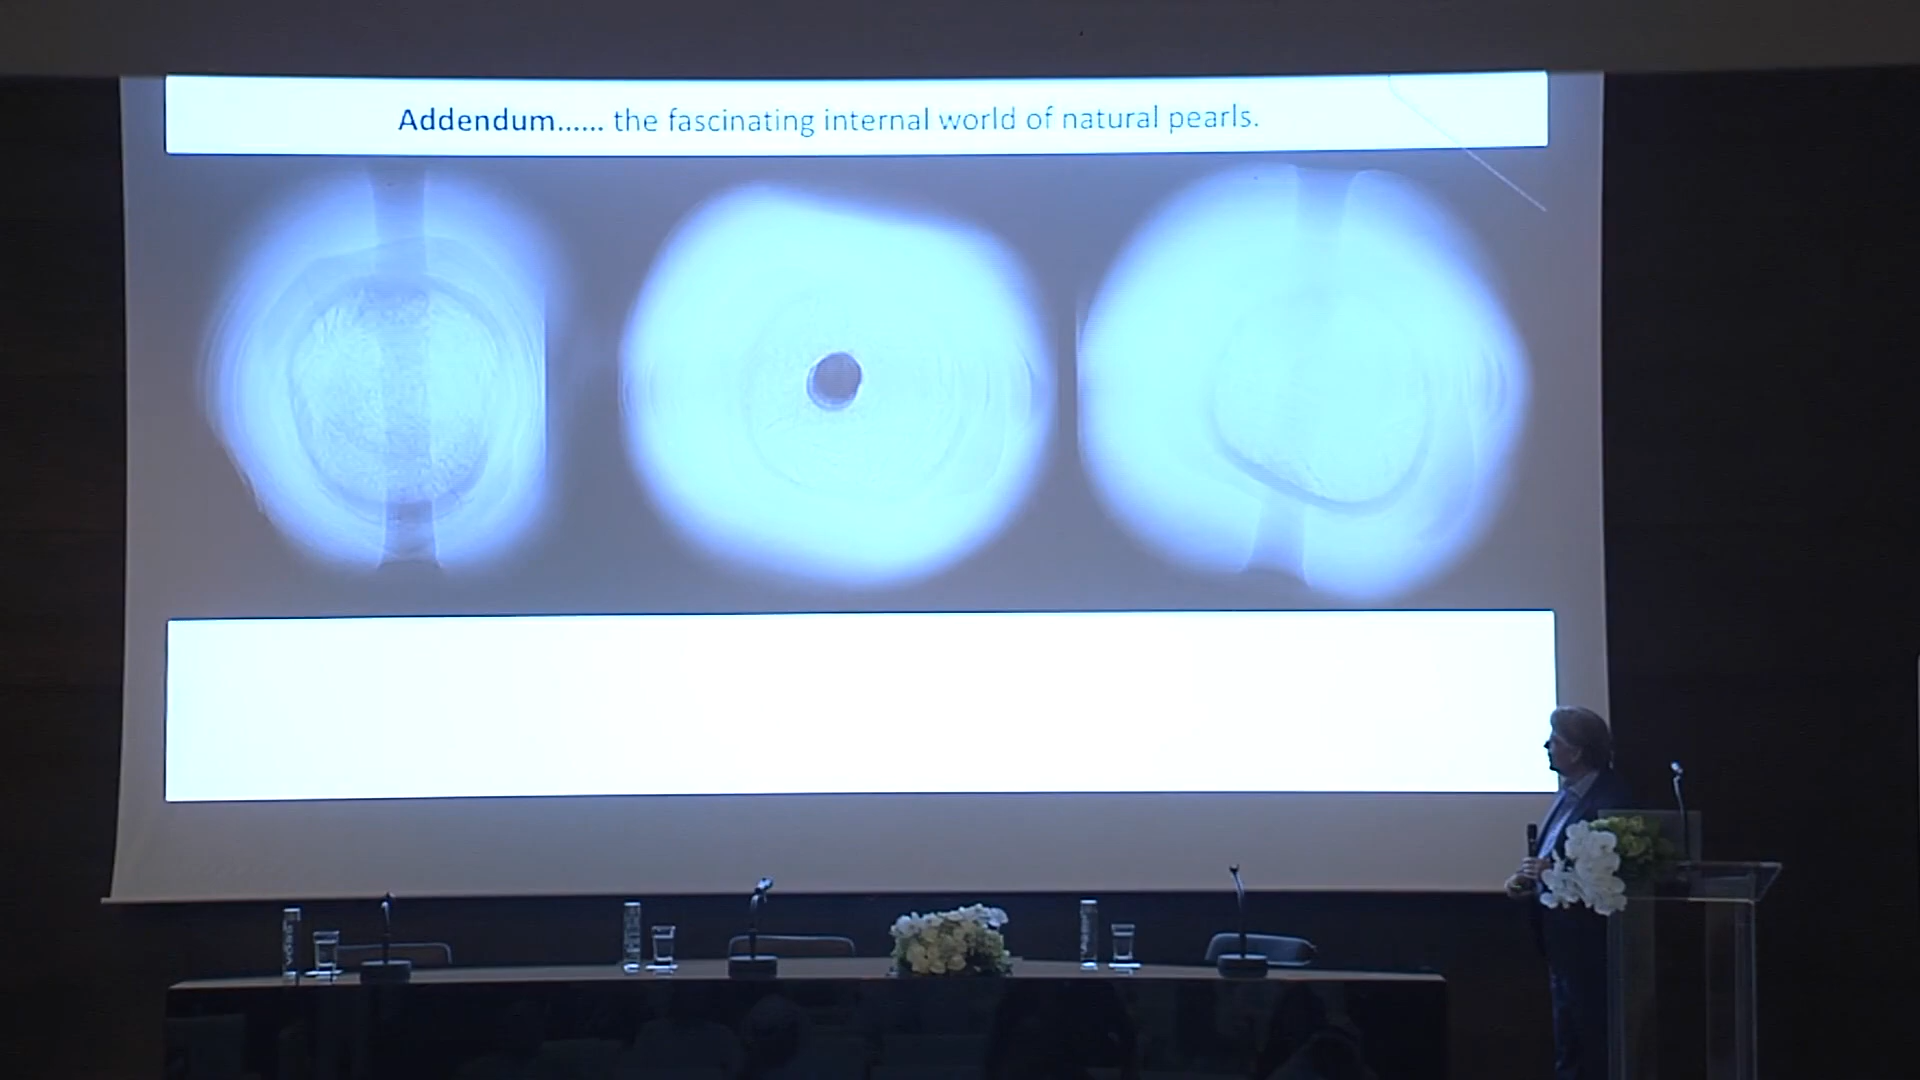 Addendum...... the fascinating internal world of natural pearls.